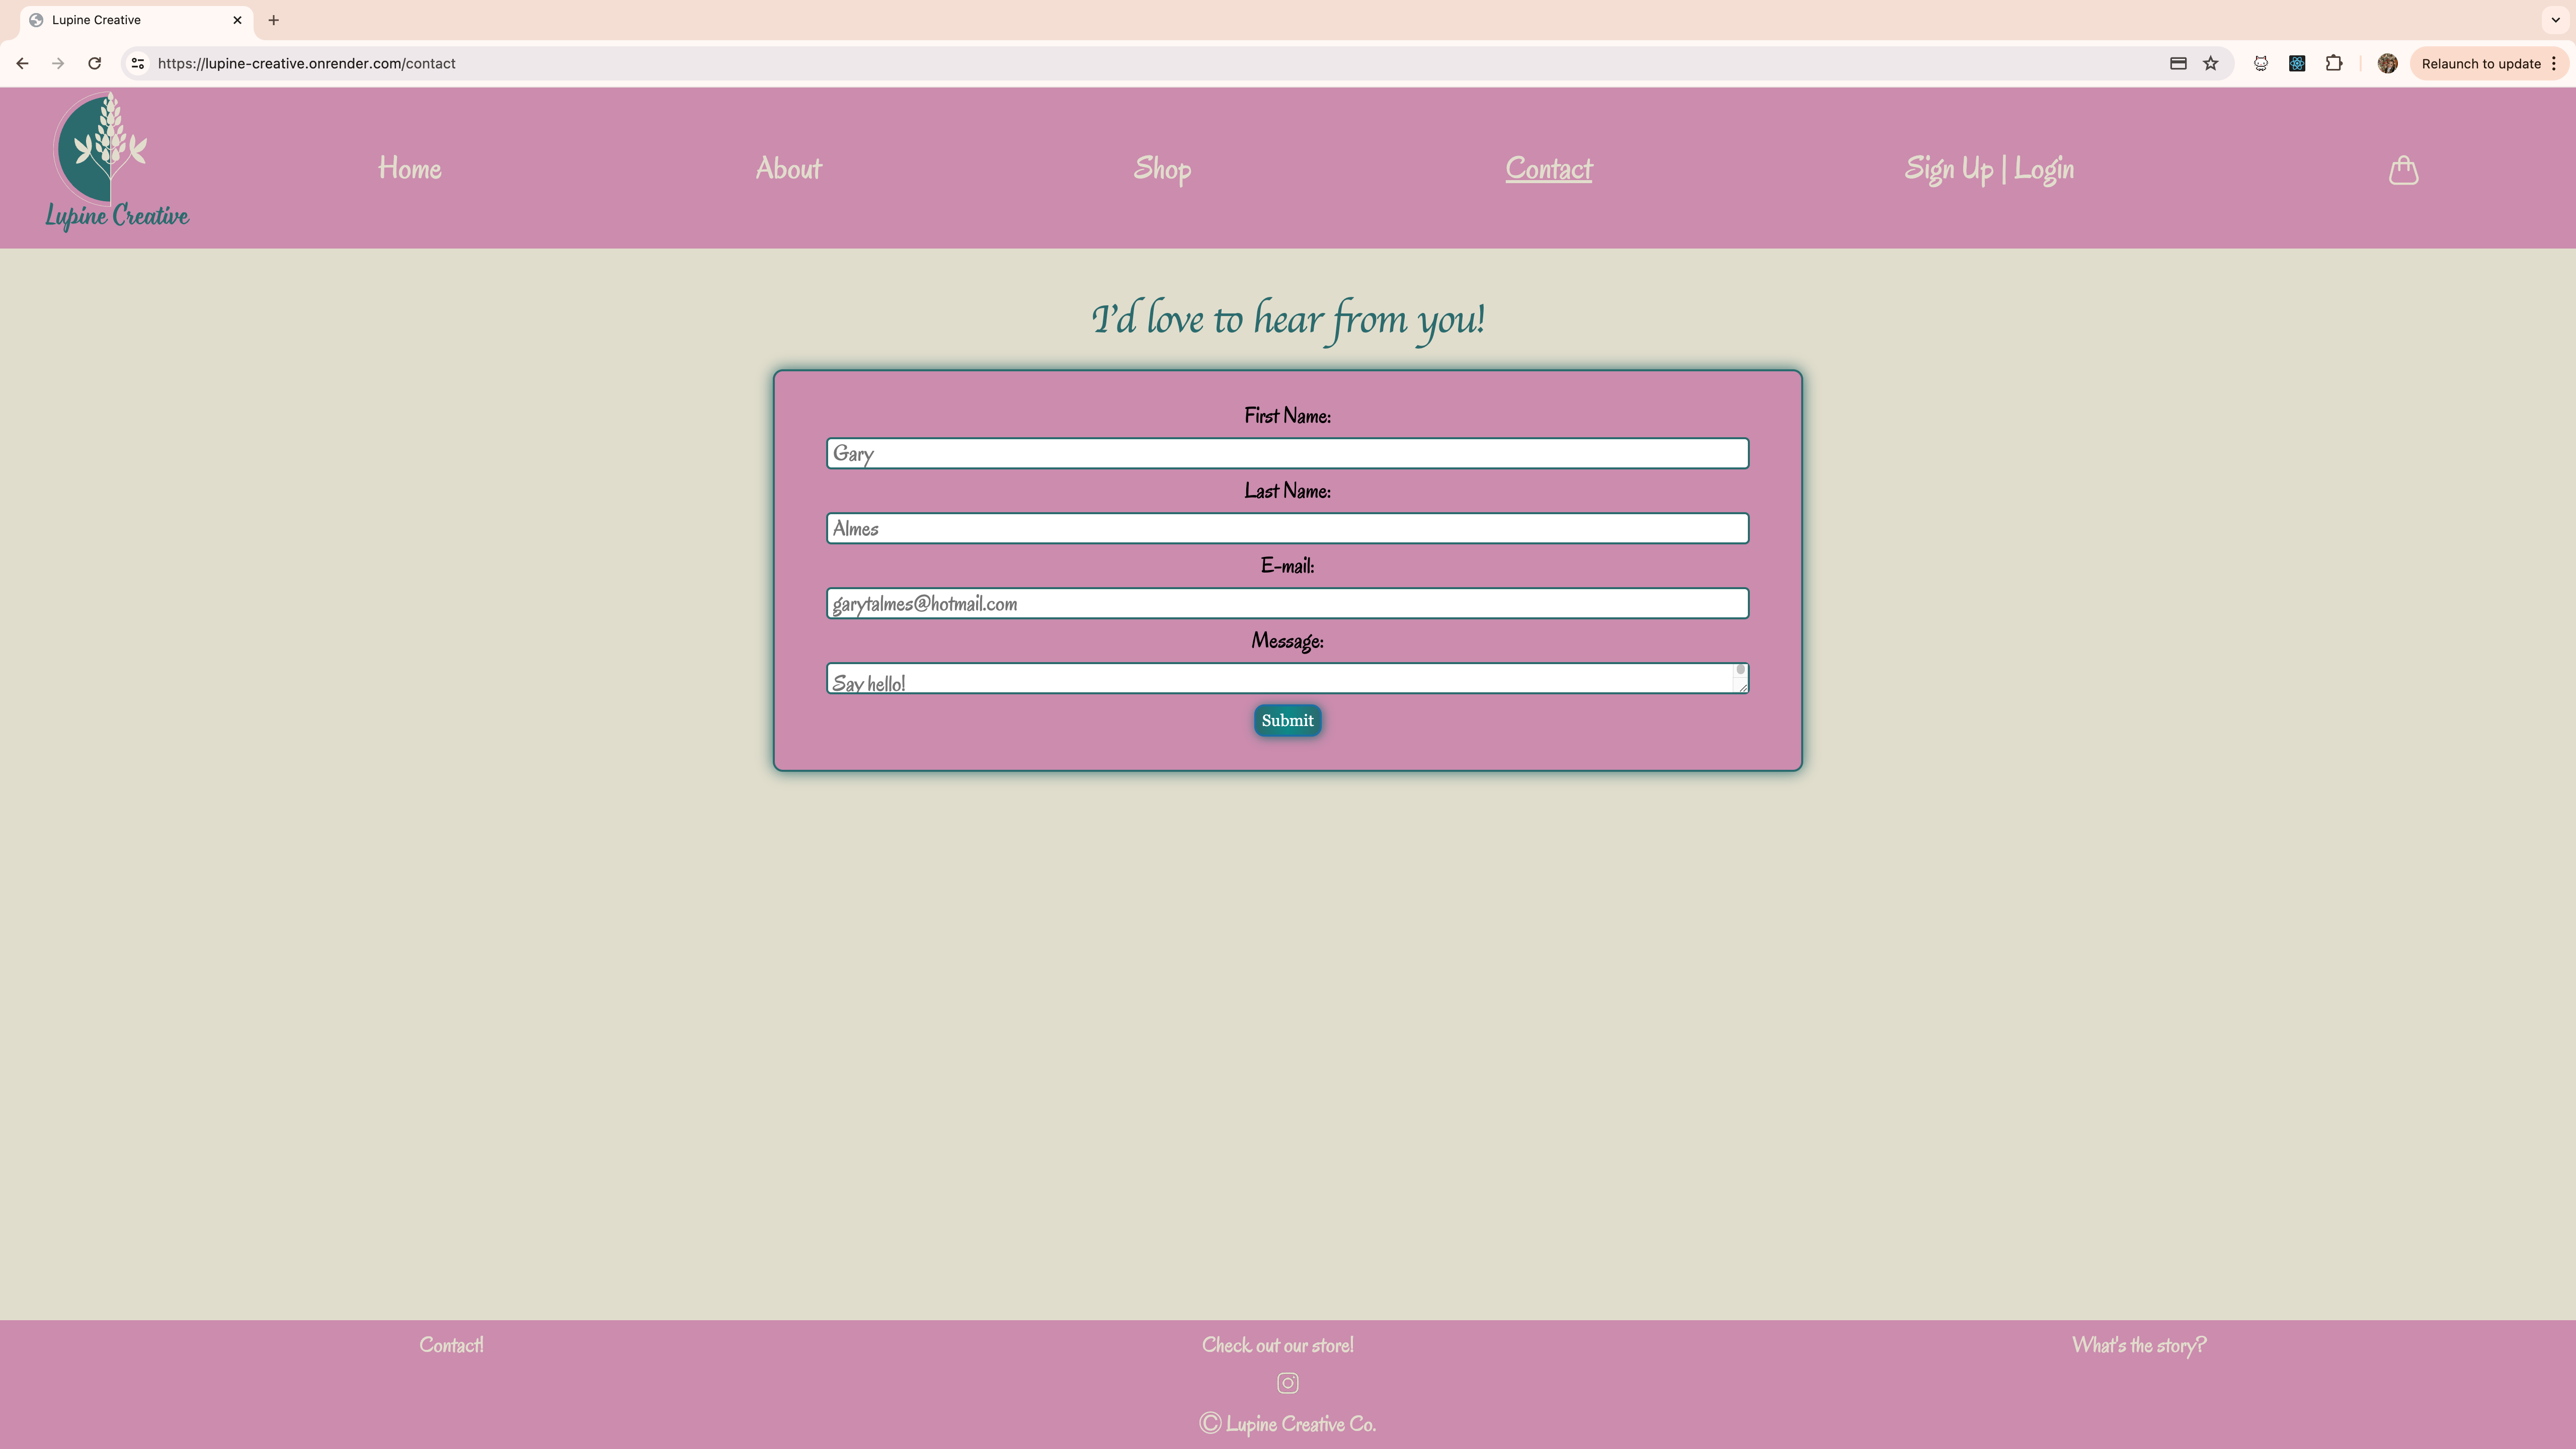 Lupine Creative
https://lupine-creative.onrender.com/contact
Relaunch to update
Lupine Creative
Home
About
Shop
Contact
Sign Up | Login
I'd love to hear from you!
First Name:
Gary
Last Name:
Almes
E-mail:
garytalmes@hotmail.com
Message:
Say hello!
Submit
Contact!
Check out our store!
What's the story?
© Lupine Creative Co.